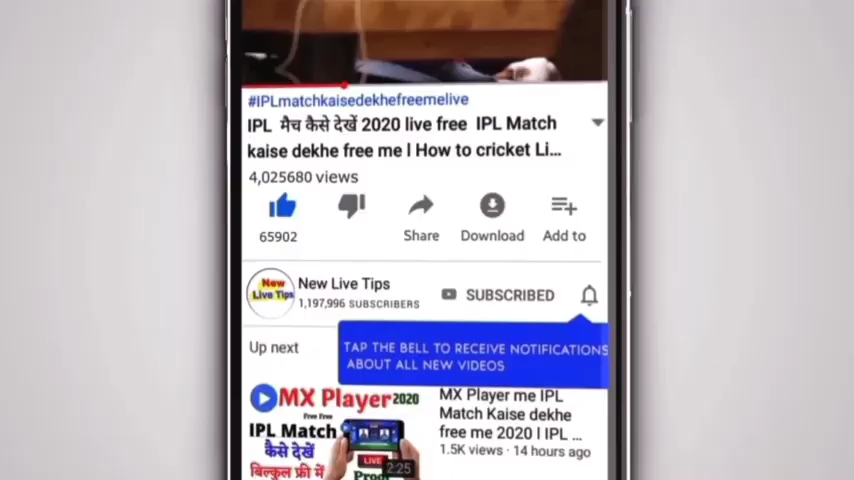 #IPLmatchkaisedekhefreemelive
IPL मैच कैसे देखें 2020 live free IPL Match
kaise dekhe free me l How to cricket Li...
4,025680 views
65902
Share
Download
Add to
New
Live Tips
New Live Tips
1,197,996 SUBSCRIBERS
SUBSCRIBED
Up next
TAP THE BELL TO RECEIVE NOTIFICATIONS
ABOUT ALL NEW VIDEOS
MX Player 2020
Free Free
IPL Match
कैसे देखें
बिल्कुल फ्री में
LIVE
Proof
2:25
MX Player me IPL
Match Kaise dekhe
free me 2020 l IPL ...
1.5K views · 14 hours ago